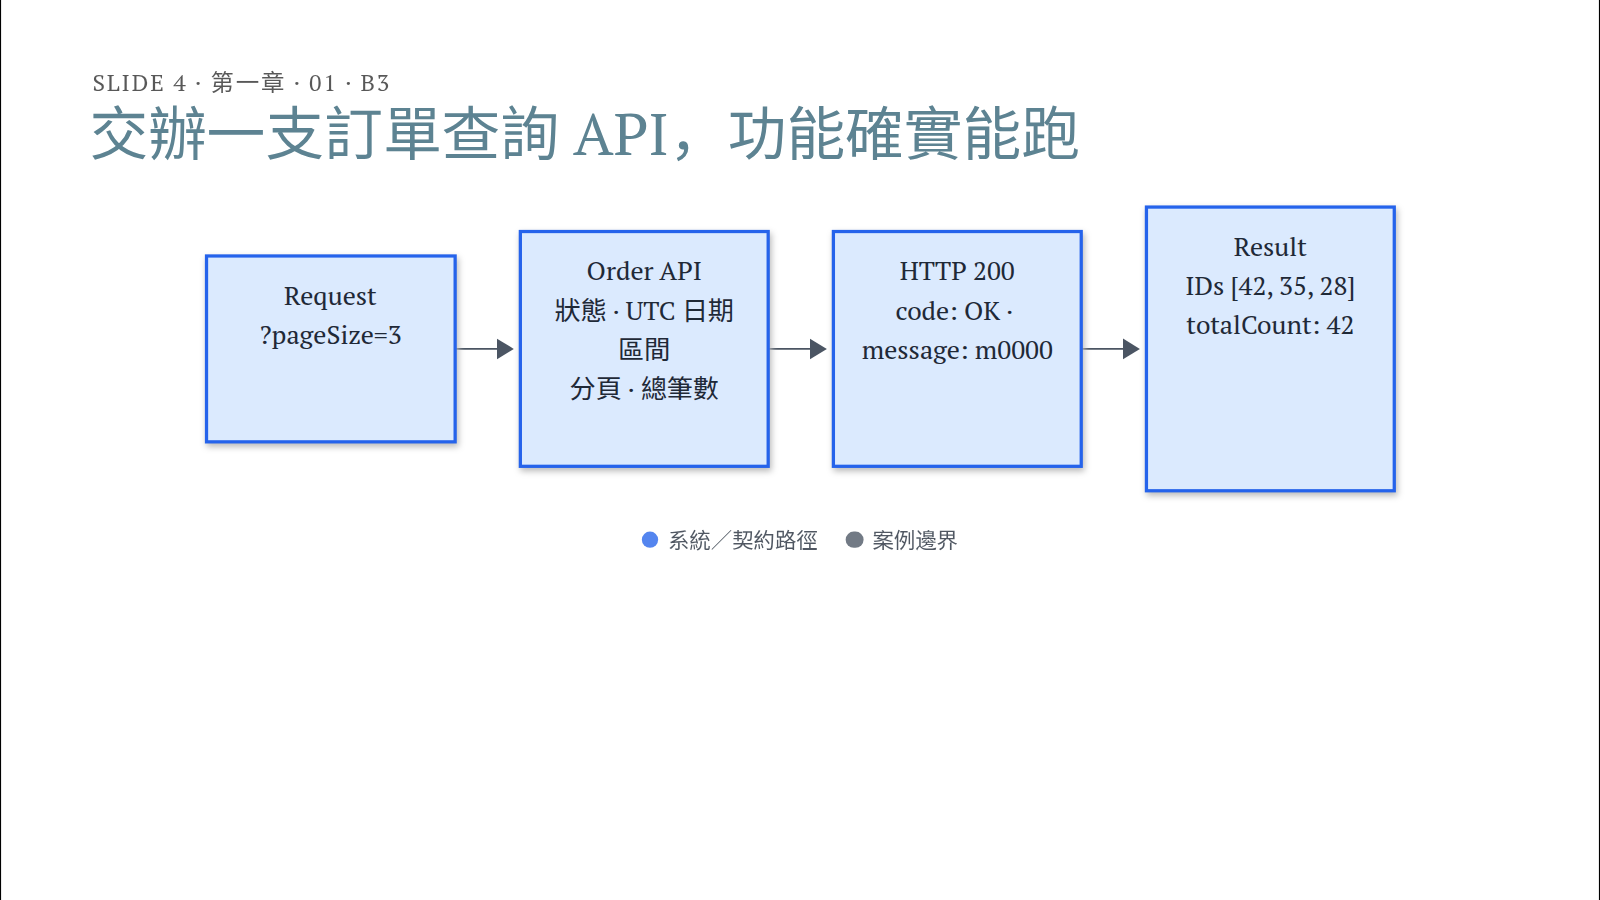 SLIDE 4 · 第一章 · 01 · B3
交辦一支訂單查詢 API，功能確實能跑
Request
?pageSize=3
Order API
狀態 · UTC 日期
區間
分頁 · 總筆數
HTTP 200
code: OK ·
message: m0000
Result
IDs [42, 35, 28]
totalCount: 42
系統／契約路徑
案例邊界